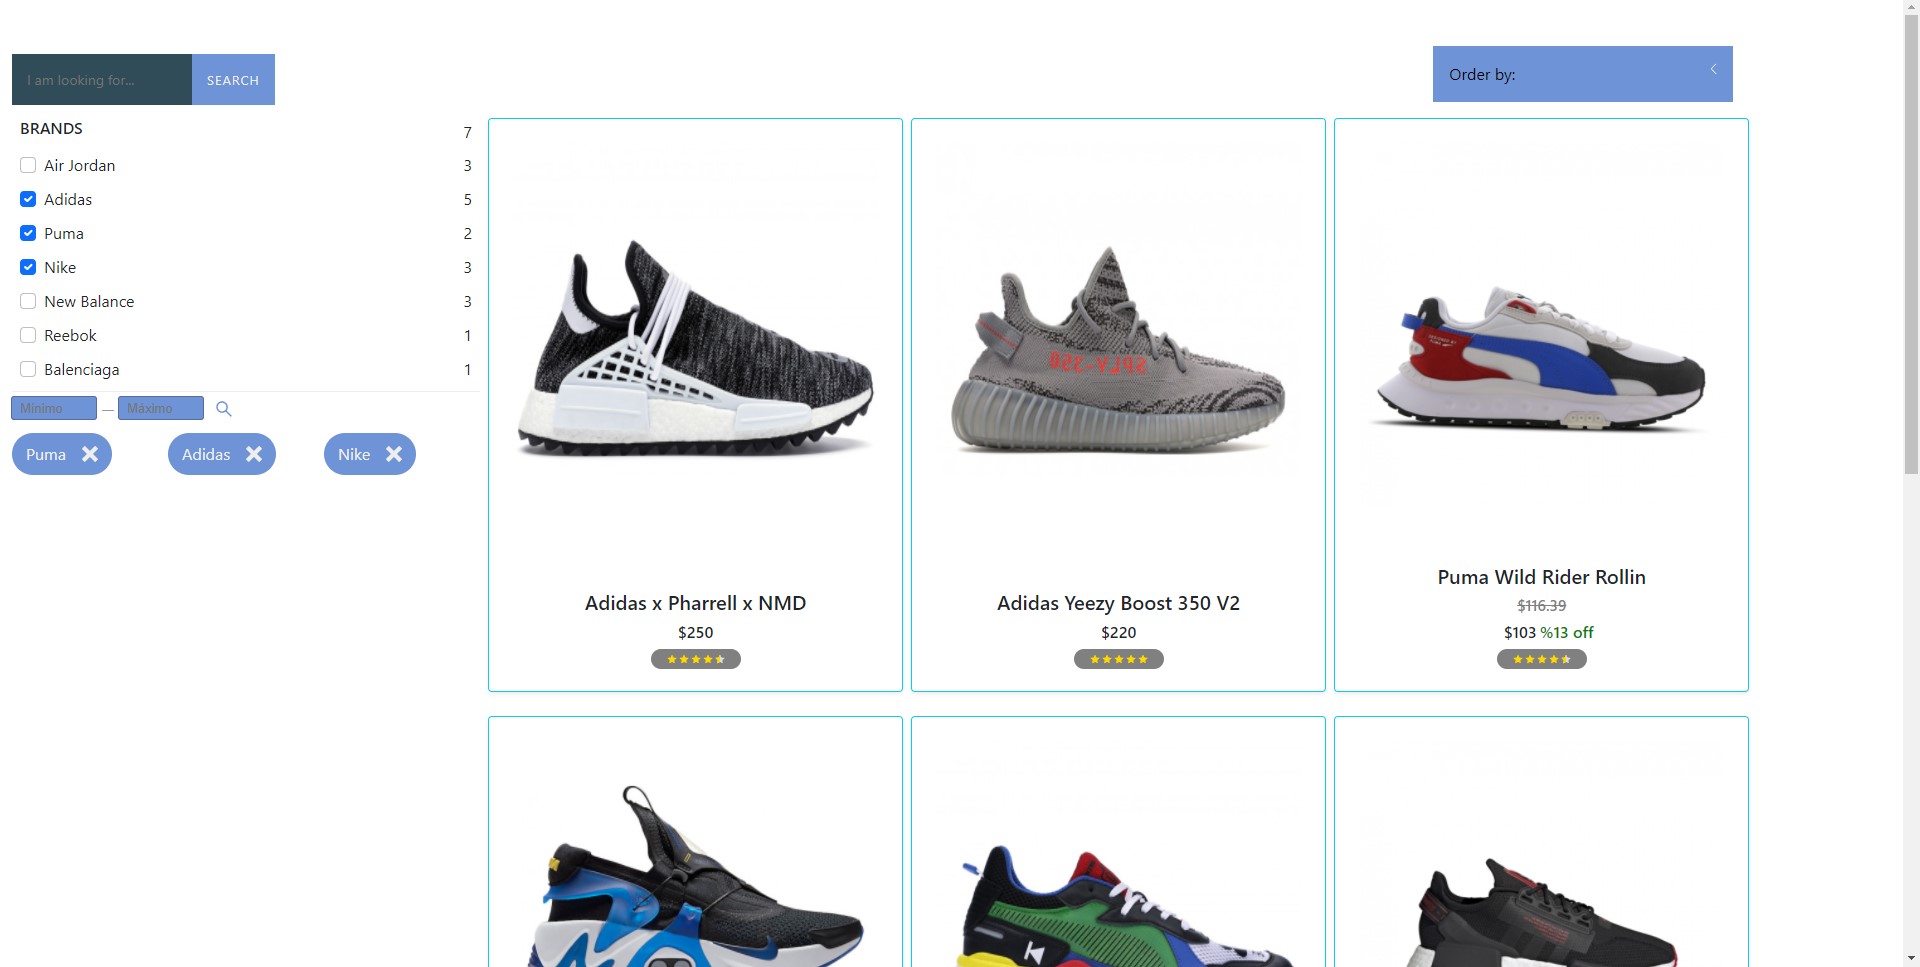 I am looking for...
SEARCH
Order by:
BRANDS 7
Air Jordan 3
Adidas 5
Puma 2
Nike 3
New Balance 3
Reebok 1
Balenciaga 1
Mínimo — Máximo
Puma
Adidas
Nike
Adidas x Pharrell x NMD
$250
Adidas Yeezy Boost 350 V2
$220
Puma Wild Rider Rollin
$116.39
$103 %13 off